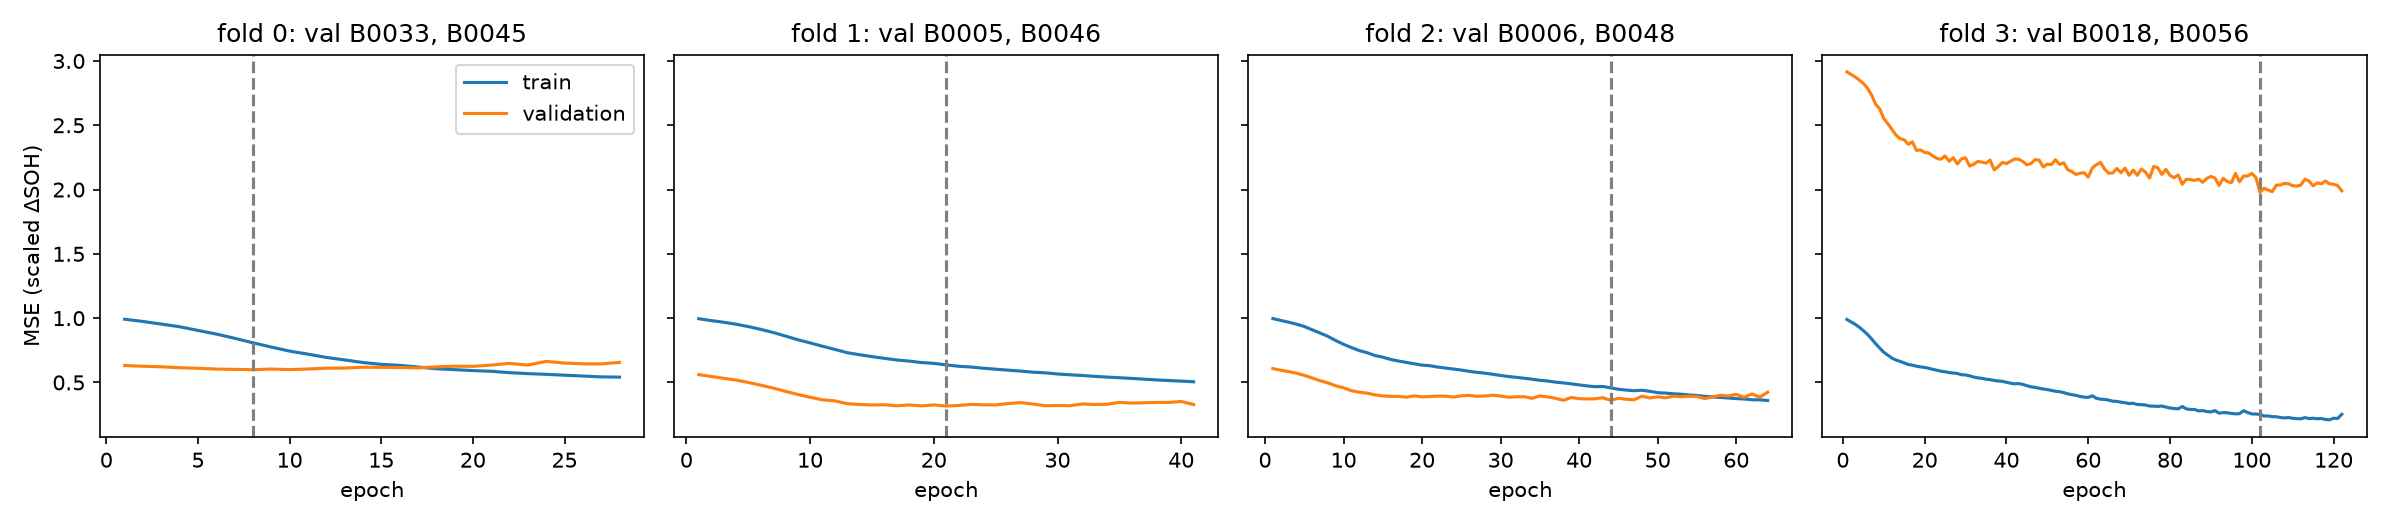 fold 0: val B0033, B0045
fold 1: val B0005, B0046
fold 2: val B0006, B0048
fold 3: val B0018, B0056
MSE (scaled ΔSOH)
3.0
2.5
2.0
1.5
1.0
0.5
train
validation
0 5 10 15 20 25
0 10 20 30 40
0 10 20 30 40 50 60
0 20 40 60 80 100 120
epoch
epoch
epoch
epoch